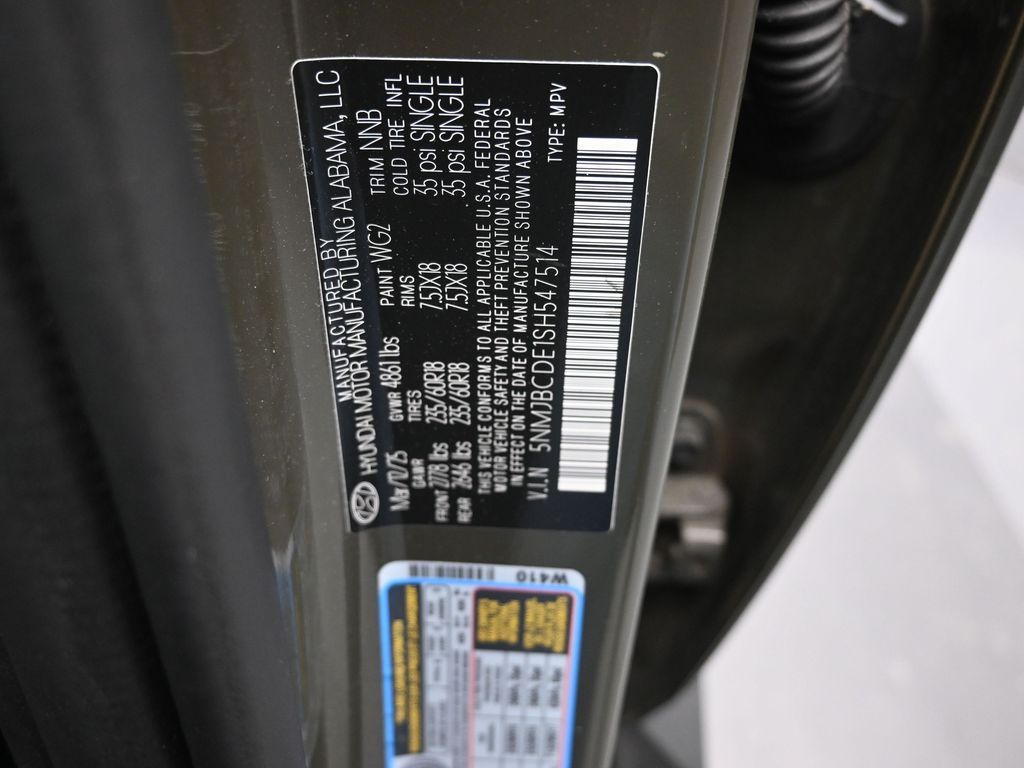 MANUFACTURED BY
HYUNDAI MOTOR MANUFACTURING ALABAMA, LLC
Mar/07/25 PAINT WG2 TRIM NNB
GAWR GVWR 4861 lbs
TIRES RIMS COLD TIRE INFL
FRONT 2778 lbs 235/60R18 7.5JX18 35 psi SINGLE
REAR 2646 lbs 235/60R18 7.5JX18 35 psi SINGLE
THIS VEHICLE CONFORMS TO ALL APPLICABLE U.S.A. FEDERAL
MOTOR VEHICLE SAFETY AND THEFT PREVENTION STANDARDS
IN EFFECT ON THE DATE OF MANUFACTURE SHOWN ABOVE
V.I.N 5NMJBCDE1SH547514 TYPE: MPV
W410